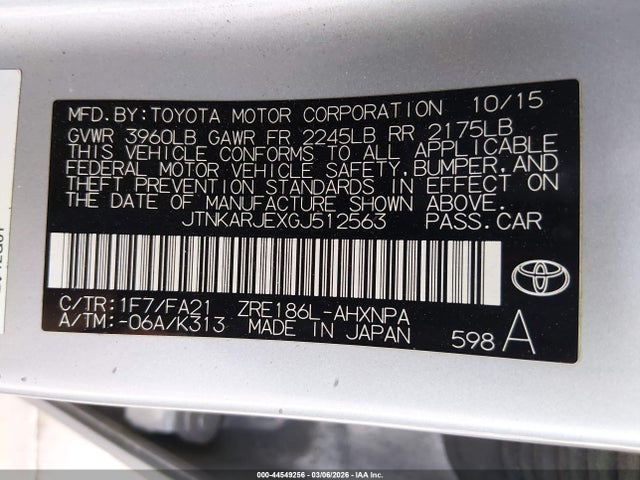 MFD.BY:TOYOTA MOTOR CORPORATION 10/15
GVWR 3960LB GAWR FR 2245LB RR 2175LB
THIS VEHICLE CONFORMS TO ALL APPLICABLE
FEDERAL MOTOR VEHICLE SAFETY,BUMPER,AND
THEFT PREVENTION STANDARDS IN EFFECT ON
THE DATE OF MANUFACTURE SHOWN ABOVE.
JTNKARJEXGJ512563 PASS.CAR
C/TR:1F7/FA21 ZRE186L-AHXNPA
A/TM:-06A/K313 MADE IN JAPAN
598 A
000-44549256 - 03/06/2026 - Copyright © IAA, Inc.